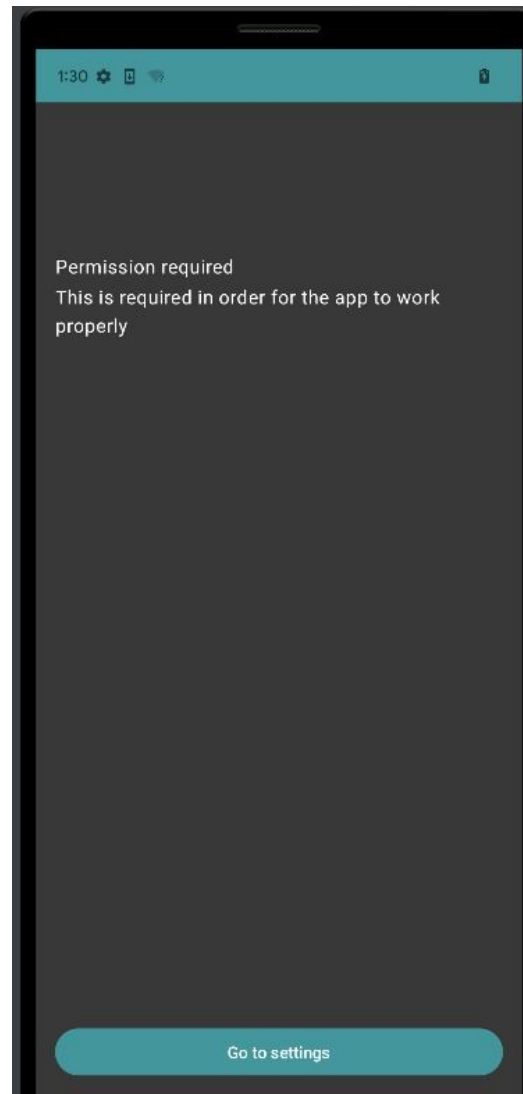 1:30
Permission required
This is required in order for the app to work
properly
Go to settings